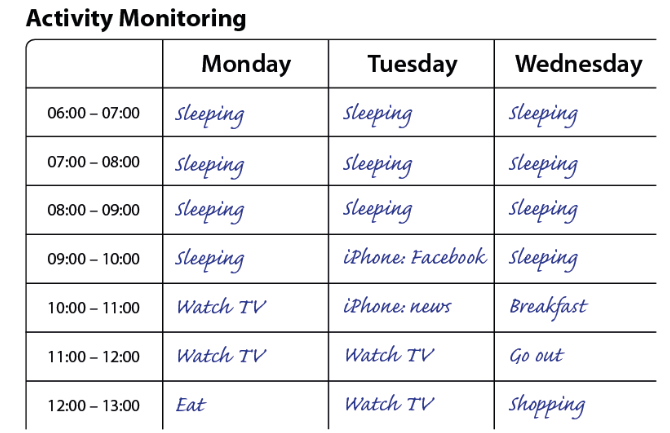 Activity Monitoring
Monday Tuesday Wednesday
06:00 – 07:00 Sleeping Sleeping Sleeping
07:00 – 08:00 Sleeping Sleeping Sleeping
08:00 – 09:00 Sleeping Sleeping Sleeping
09:00 – 10:00 Sleeping iPhone: Facebook Sleeping
10:00 – 11:00 Watch TV iPhone: news Breakfast
11:00 – 12:00 Watch TV Watch TV Go out
12:00 – 13:00 Eat Watch TV Shopping